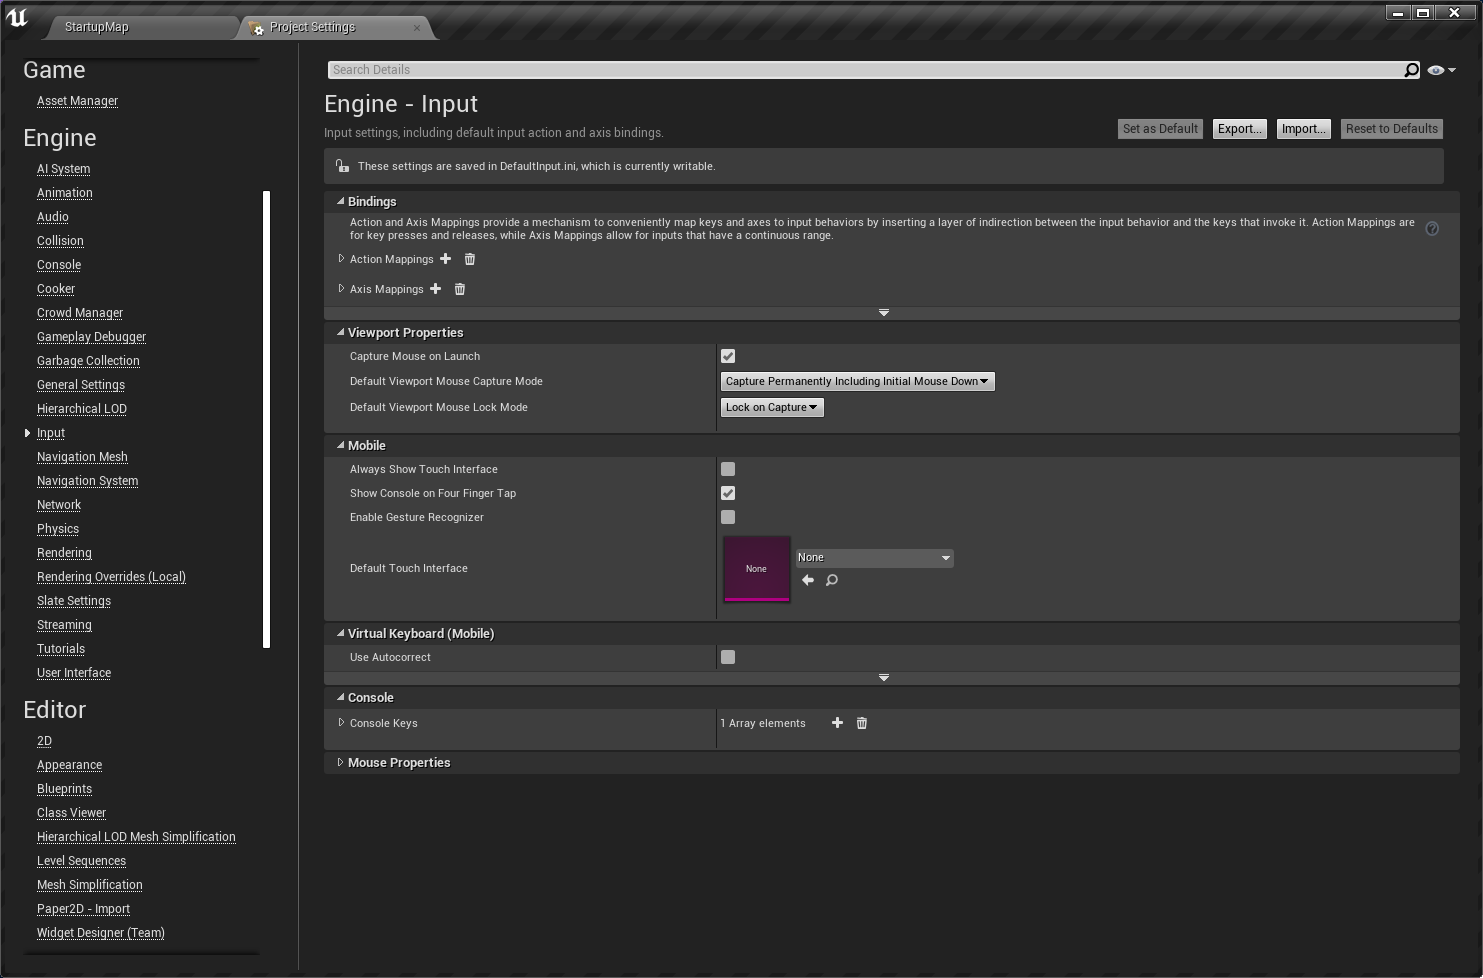 StartupMap
Project Settings
Game
Asset Manager
Engine
AI System
Animation
Audio
Collision
Console
Cooker
Crowd Manager
Gameplay Debugger
Garbage Collection
General Settings
Hierarchical LOD
Input
Navigation Mesh
Navigation System
Network
Physics
Rendering
Rendering Overrides (Local)
Slate Settings
Streaming
Tutorials
User Interface
Editor
2D
Appearance
Blueprints
Class Viewer
Hierarchical LOD Mesh Simplification
Level Sequences
Mesh Simplification
Paper2D - Import
Widget Designer (Team)
Search Details
Engine - Input
Input settings, including default input action and axis bindings.
Set as Default
Export...
Import...
Reset to Defaults
These settings are saved in DefaultInput.ini, which is currently writable.
Bindings
Action and Axis Mappings provide a mechanism to conveniently map keys and axes to input behaviors by inserting a layer of indirection between the input behavior and the keys that invoke it. Action Mappings are
for key presses and releases, while Axis Mappings allow for inputs that have a continuous range.
Action Mappings
Axis Mappings
Viewport Properties
Capture Mouse on Launch
Default Viewport Mouse Capture Mode
Capture Permanently Including Initial Mouse Down
Default Viewport Mouse Lock Mode
Lock on Capture
Mobile
Always Show Touch Interface
Show Console on Four Finger Tap
Enable Gesture Recognizer
Default Touch Interface
None
None
Virtual Keyboard (Mobile)
Use Autocorrect
Console
Console Keys
1 Array elements
Mouse Properties